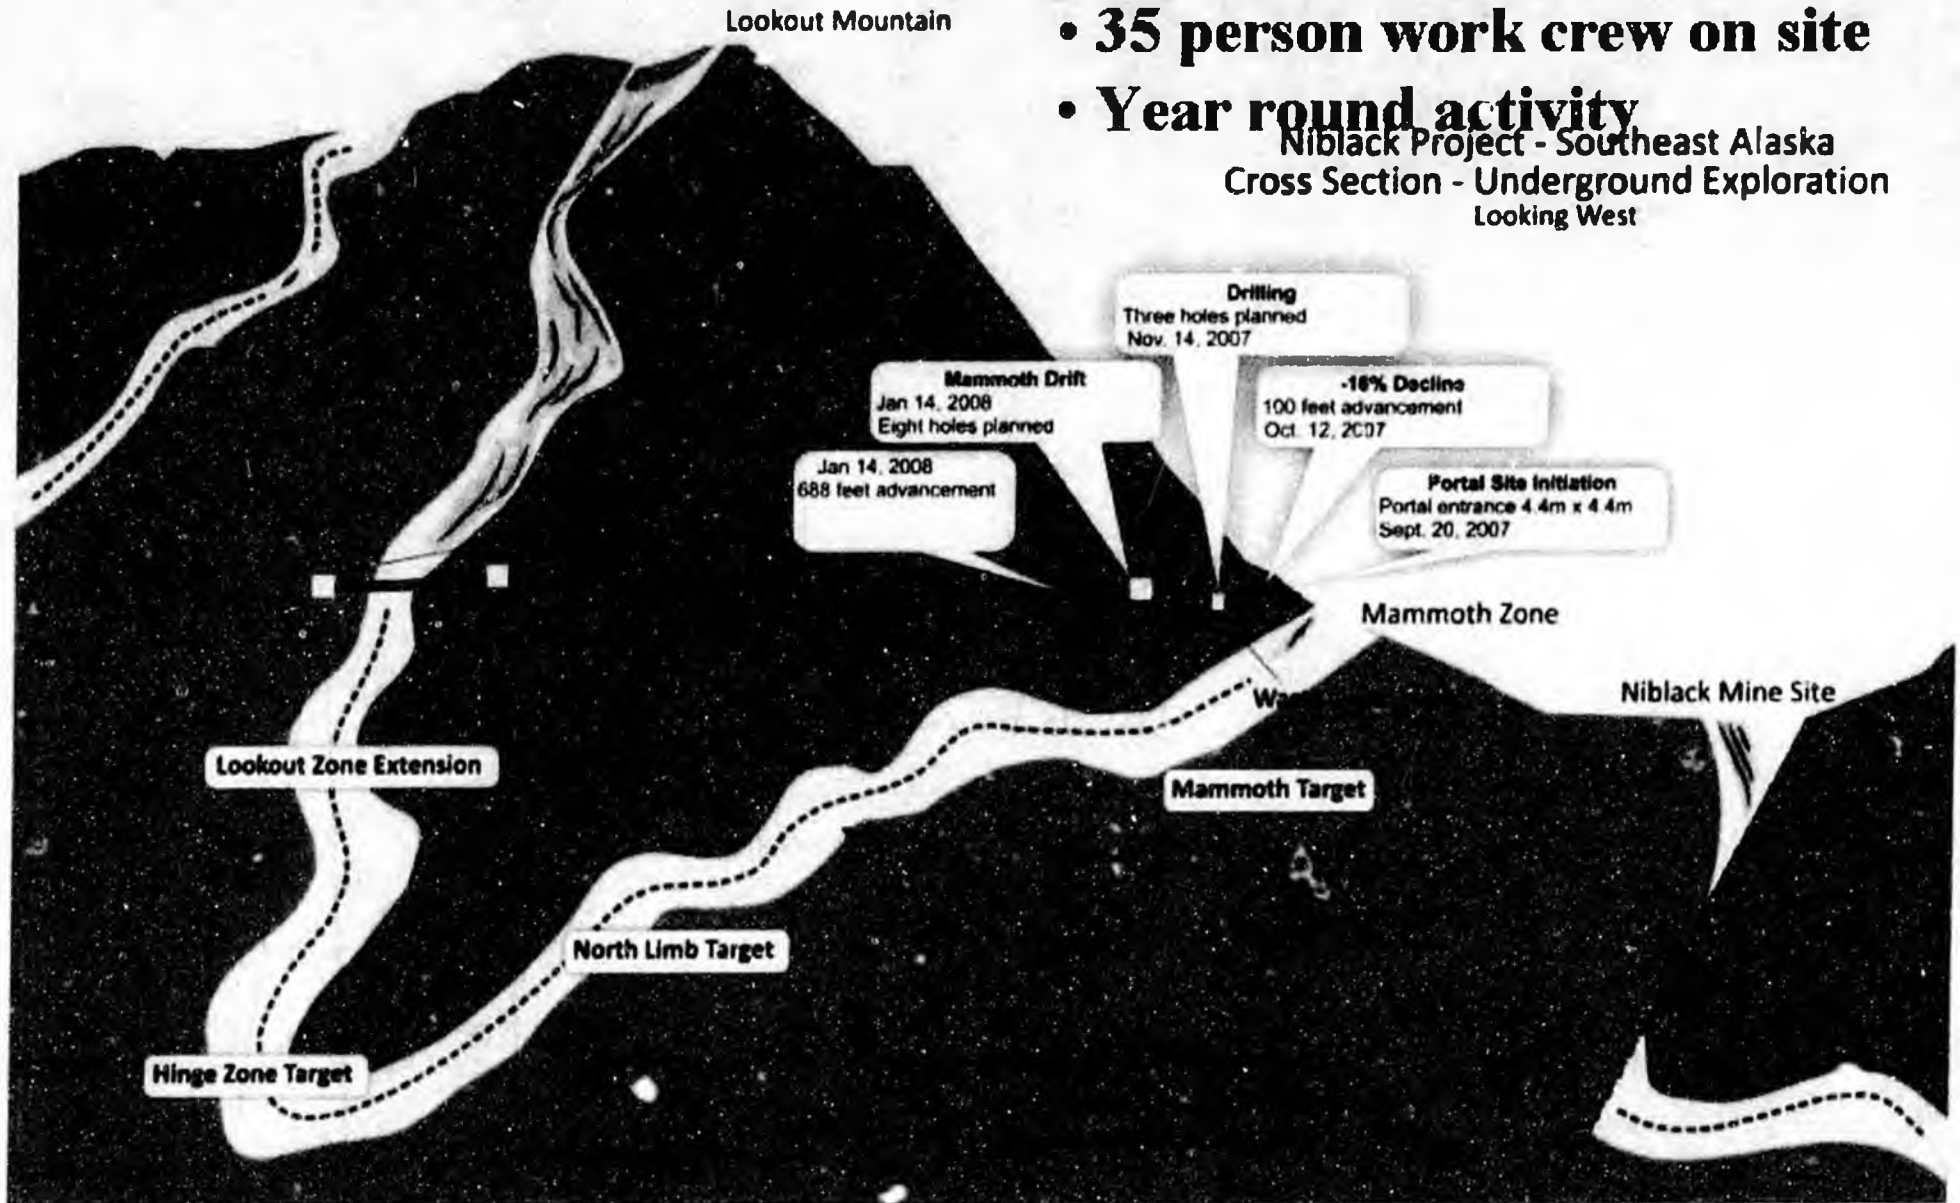 Lookout Mountain
• 35 person work crew on site
• Year round activity
Niblack Project - Southeast Alaska
Cross Section - Underground Exploration
Looking West
Drilling
Three holes planned
Nov. 14, 2007
Mammoth Drift
Jan 14, 2008
Eight holes planned
-16% Decline
100 feet advancement
Oct. 12, 2007
Jan 14, 2008
688 feet advancement
Portal Site Initiation
Portal entrance 4.4m x 4.4m
Sept. 20, 2007
Mammoth Zone
Niblack Mine Site
Lookout Zone Extension
Mammoth Target
North Limb Target
Hinge Zone Target